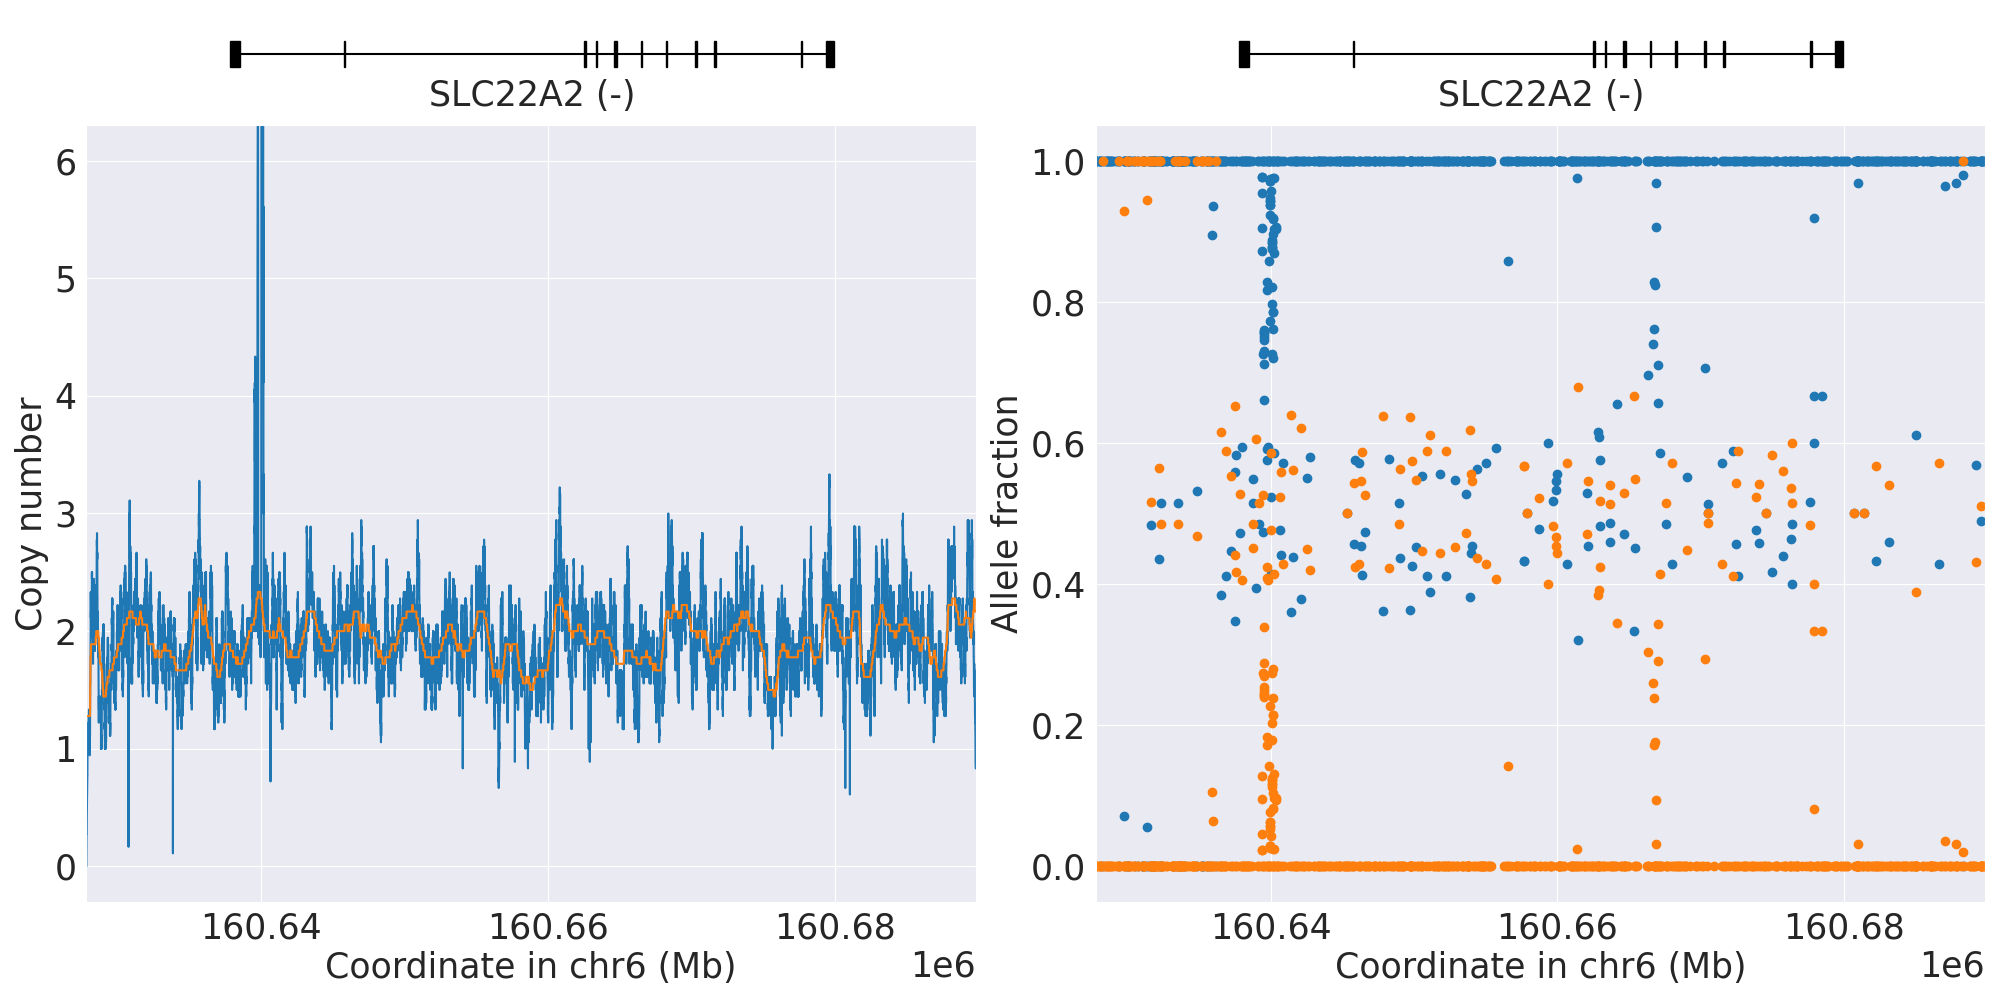 SLC22A2 (-)
6
5
4
3
2
1
0
Copy number
160.64
160.66
160.68
Coordinate in chr6 (Mb)
1e6
SLC22A2 (-)
1.0
0.8
0.6
0.4
0.2
0.0
Allele fraction
160.64
160.66
160.68
Coordinate in chr6 (Mb)
1e6